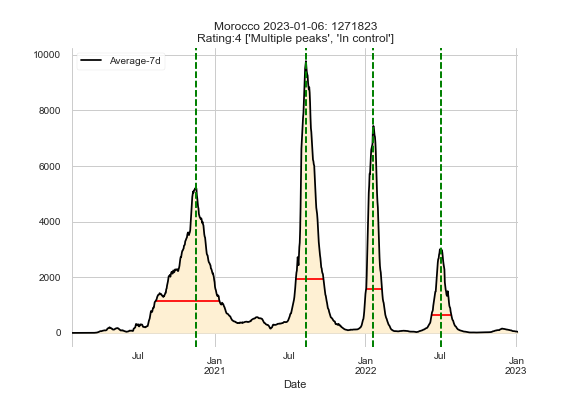 Morocco 2023-01-06: 1271823
Rating:4 ['Multiple peaks', 'In control']
Average-7d
10000
8000
6000
4000
2000
0
Jul
Jan
2021
Jul
Jan
2022
Jul
Jan
2023
Date